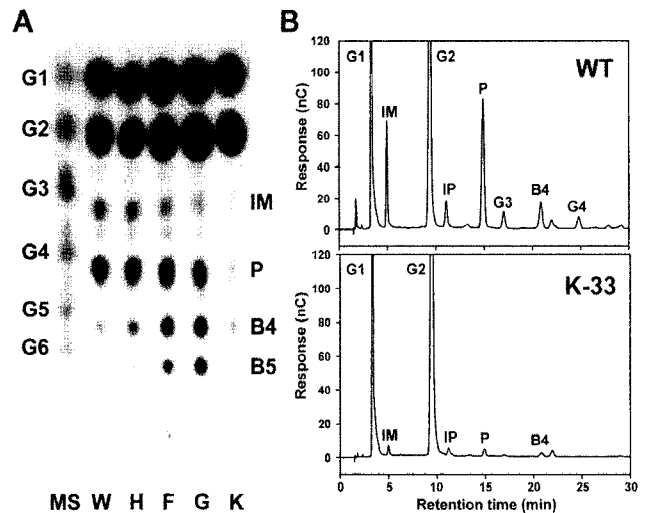 A
G1
G2
G3
G4
G5
G6
IM
P
B4
B5
MS W H F G K
B
120
100
80
60
40
20
0
Response (nC)
G1
IM
G2
IP
P
G3
B4
G4
WT
120
100
80
60
40
20
0
Response (nC)
G1
G2
IM
IP
P
B4
K-33
0 5 10 15 20 25 30
Retention time (min)